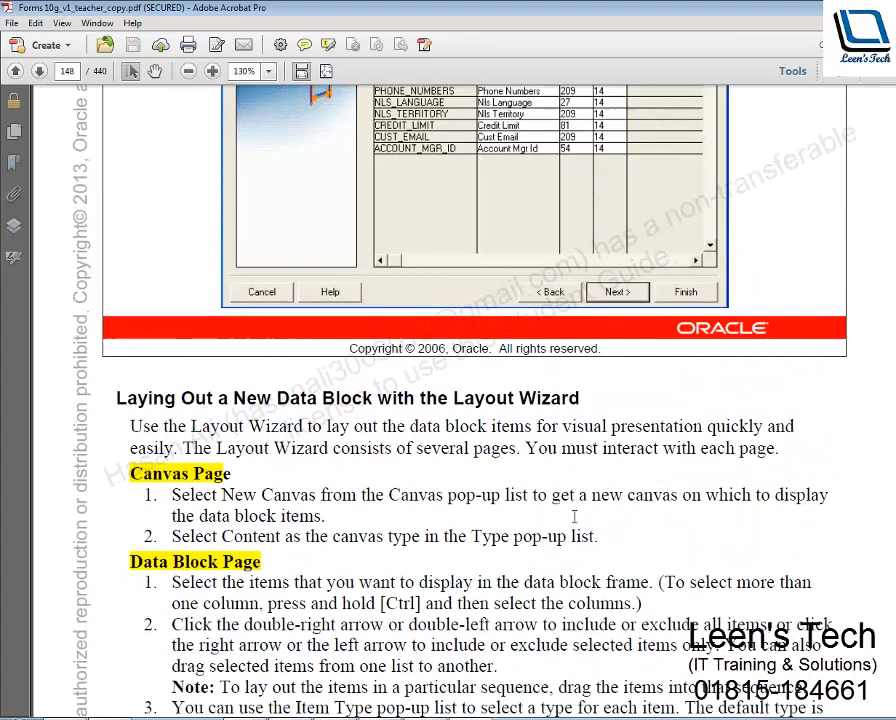 Forms 10g_v1_teacher_copy.pdf (SECURED) - Adobe Acrobat Pro
File Edit View Window Help
Create
148 / 440
130%
Tools
Leen'sTech
PHONE_NUMBERS Phone Numbers 209 14
NLS_LANGUAGE Nls Language 27 14
NLS_TERRITORY Nls Territory 209 14
CREDIT_LIMIT Credit Limit 81 14
CUST_EMAIL Cust Email 209 14
ACCOUNT_MGR_ID Account Mgr Id 54 14
Cancel Help < Back Next > Finish
ORACLE
Copyright © 2006, Oracle. All rights reserved.
Laying Out a New Data Block with the Layout Wizard
Use the Layout Wizard to lay out the data block items for visual presentation quickly and
easily. The Layout Wizard consists of several pages. You must interact with each page.
Canvas Page
1. Select New Canvas from the Canvas pop-up list to get a new canvas on which to display
the data block items.
2. Select Content as the canvas type in the Type pop-up list.
Data Block Page
1. Select the items that you want to display in the data block frame. (To select more than
one column, press and hold [Ctrl] and then select the columns.)
2. Click the double-right arrow or double-left arrow to include or exclude all items, or click
the right arrow or the left arrow to include or exclude selected items only. You can also
drag selected items from one list to another.
Note: To lay out the items in a particular sequence, drag the items into that sequence.
3. You can use the Item Type pop-up list to select a type for each item. The default type is
Leen's Tech
(IT Training & Solutions)
01815-184661
authorized reproduction or distribution prohibited. Copyright© 2013, Oracle a
has a non-transferable
license to use